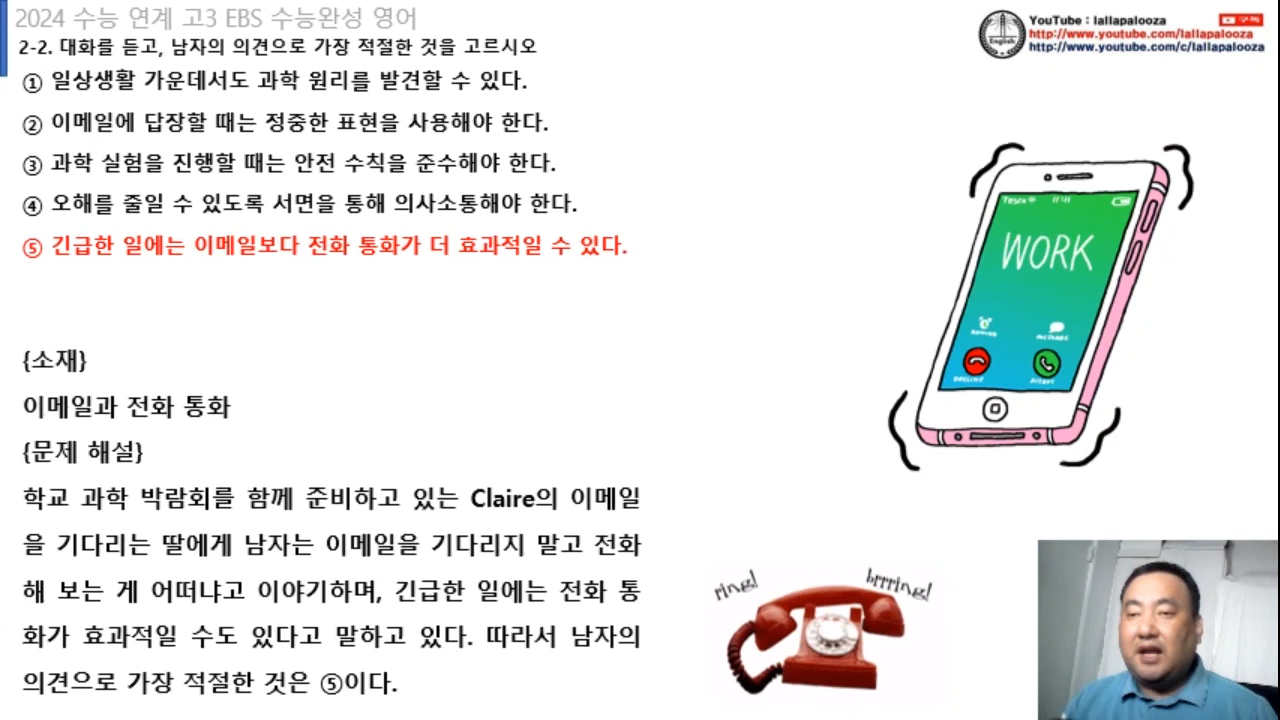 2024 수능 연계 고3 EBS 수능완성 영어
2-2. 대화를 듣고, 남자의 의견으로 가장 적절한 것을 고르시오
① 일상생활 가운데서도 과학 원리를 발견할 수 있다.
② 이메일에 답장할 때는 정중한 표현을 사용해야 한다.
③ 과학 실험을 진행할 때는 안전 수칙을 준수해야 한다.
④ 오해를 줄일 수 있도록 서면을 통해 의사소통해야 한다.
⑤ 긴급한 일에는 이메일보다 전화 통화가 더 효과적일 수 있다.
{소재}
이메일과 전화 통화
{문제 해설}
학교 과학 박람회를 함께 준비하고 있는 Claire의 이메일
을 기다리는 딸에게 남자는 이메일을 기다리지 말고 전화
해 보는 게 어떠냐고 이야기하며, 긴급한 일에는 전화 통
화가 효과적일 수도 있다고 말하고 있다. 따라서 남자의
의견으로 가장 적절한 것은 ⑤이다.
English
YouTube : lallapalooza
구독
http://www.youtube.com/lallapalooza
http://www.youtube.com/c/lallapalooza
Tesco
WORK
DECLINE
ACCEPT
ring!
brrring!